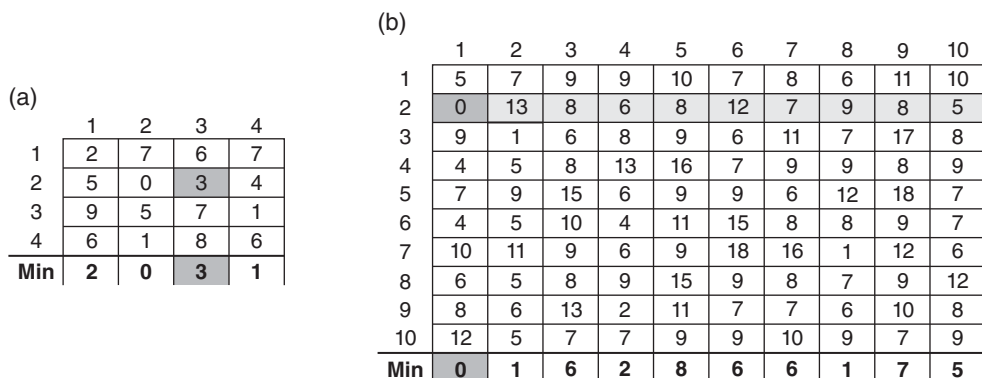 (a)
1 2 3 4
1 2 7 6 7
2 5 0 3 4
3 9 5 7 1
4 6 1 8 6
Min 2 0 3 1
(b)
1 2 3 4 5 6 7 8 9 10
1 5 7 9 9 10 7 8 6 11 10
2 0 13 8 6 8 12 7 9 8 5
3 9 1 6 8 9 6 11 7 17 8
4 4 5 8 13 16 7 9 9 8 9
5 7 9 15 6 9 9 6 12 18 7
6 4 5 10 4 11 15 8 8 9 7
7 10 11 9 6 9 18 16 1 12 6
8 6 5 8 9 15 9 8 7 9 12
9 8 6 13 2 11 7 7 6 10 8
10 12 5 7 7 9 9 10 9 7 9
Min 0 1 6 2 8 6 6 1 7 5